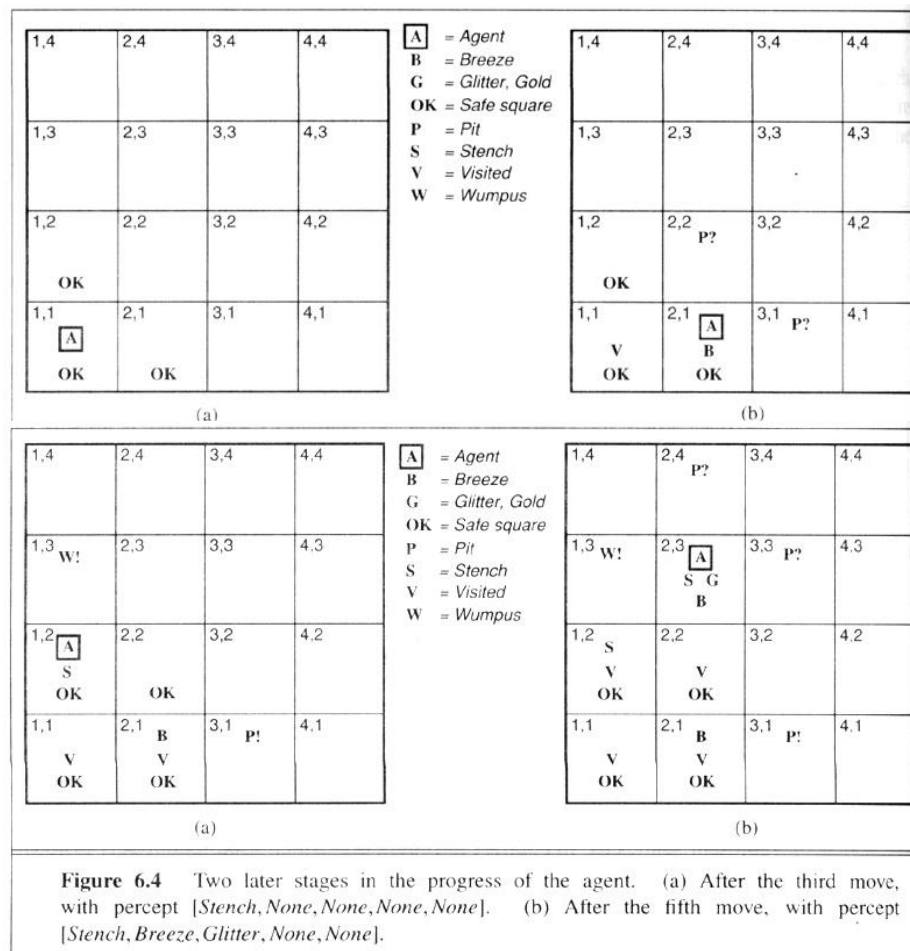 1,4 2,4 3,4 4,4
1,3 2,3 3,3 4,3
1,2 2,2 3,2 4,2
OK
1,1 2,1 3,1 4,1
A
OK OK
(a)
A = Agent
B = Breeze
G = Glitter, Gold
OK = Safe square
P = Pit
S = Stench
V = Visited
W = Wumpus
1,4 2,4 3,4 4,4
1,3 2,3 3,3 4,3
1,2 2,2 3,2 4,2
P?
OK
1,1 2,1 A 3,1 P? 4,1
V B
OK OK
(b)
1,4 2,4 3,4 4,4
1,3 W! 2,3 3,3 4,3
1,2 A 2,2 3,2 4,2
S
OK OK
1,1 2,1 B 3,1 P! 4,1
V V
OK OK
(a)
A = Agent
B = Breeze
G = Glitter, Gold
OK = Safe square
P = Pit
S = Stench
V = Visited
W = Wumpus
1,4 2,4 P? 3,4 4,4
1,3 W! 2,3 A 3,3 P? 4,3
S G
B
1,2 S 2,2 3,2 4,2
V V
OK OK
1,1 2,1 B 3,1 P! 4,1
V V
OK OK
(b)
Figure 6.4 Two later stages in the progress of the agent. (a) After the third move,
with percept [Stench, None, None, None, None]. (b) After the fifth move, with percept
[Stench, Breeze, Glitter, None, None].